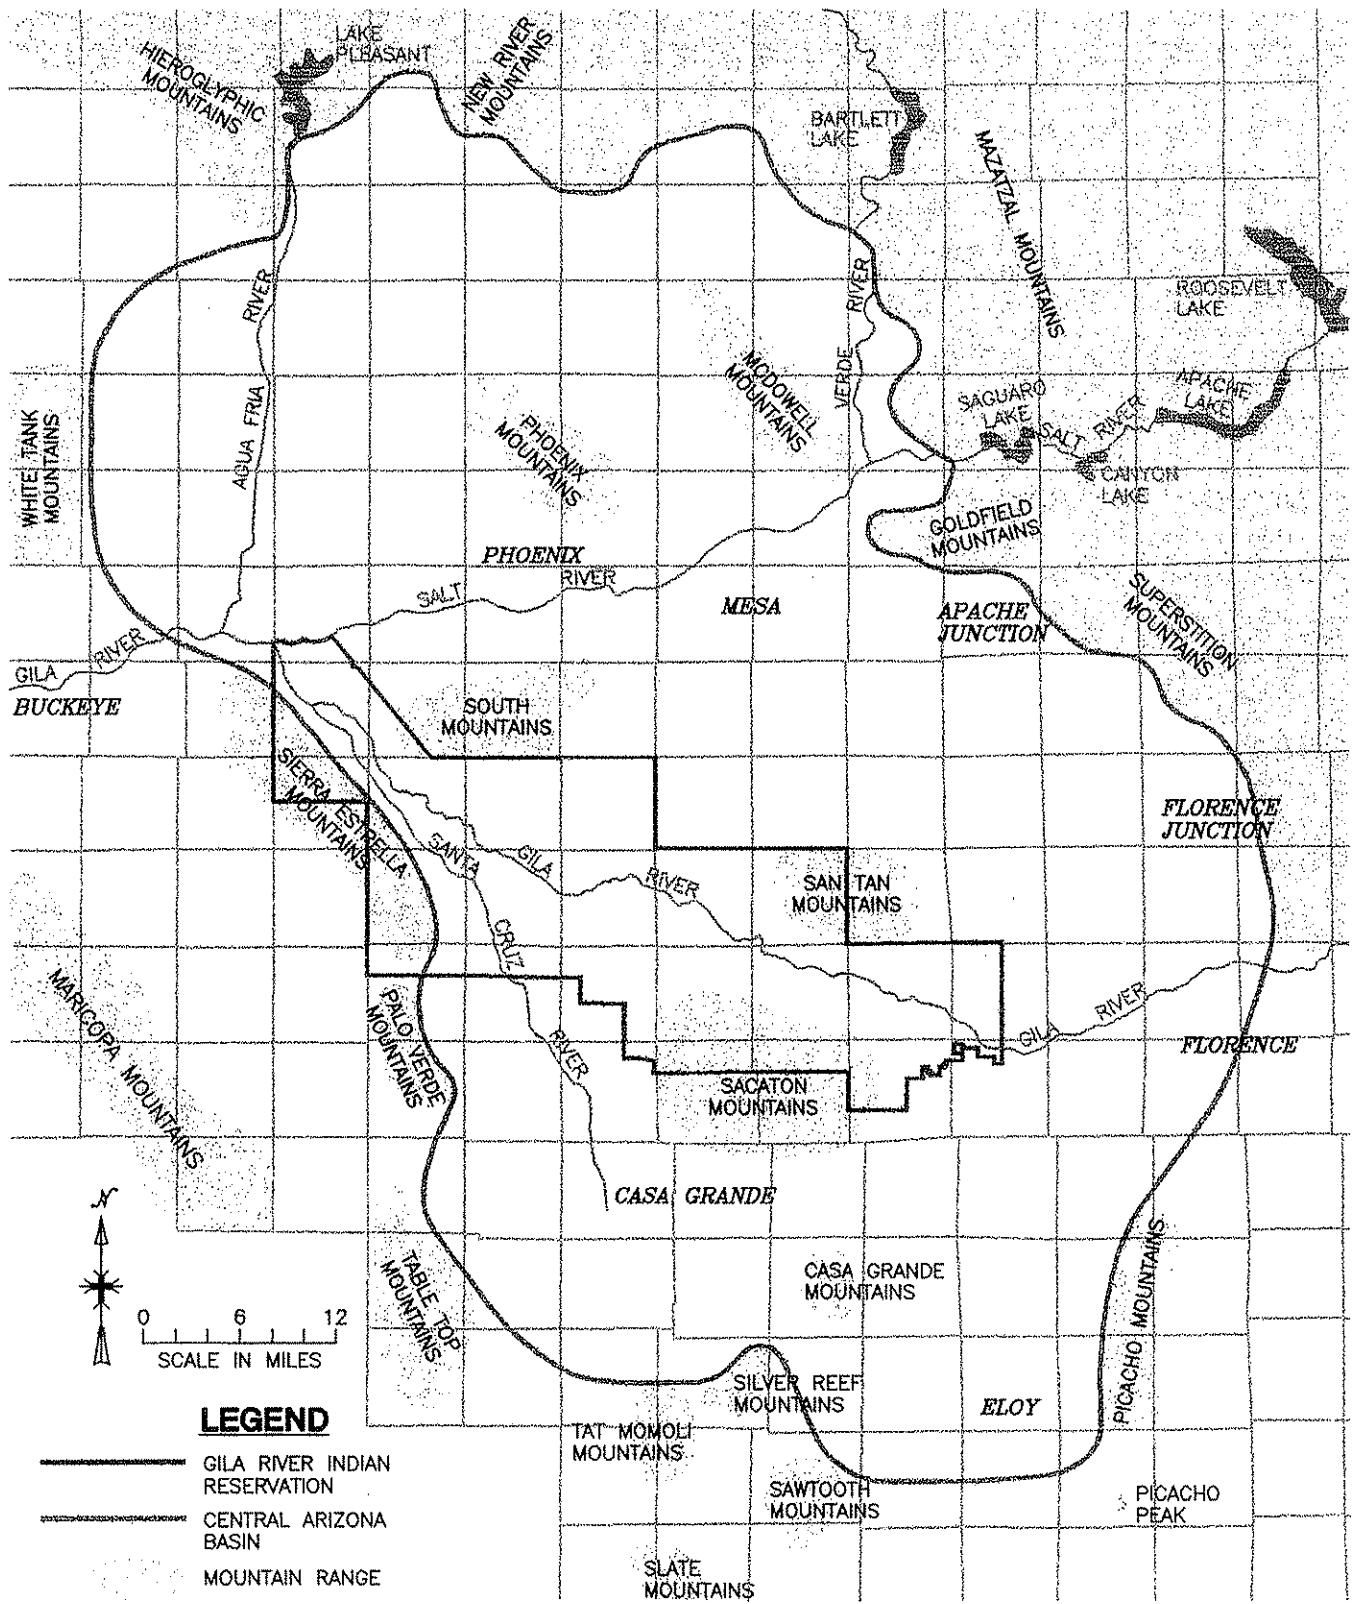 LAKE
PLEASANT
HIEROGLYPHIC
MOUNTAINS
NEW RIVER
MOUNTAINS
BARTLETT
LAKE
MAZATZAL MOUNTAINS
ROOSEVELT
LAKE
AGUA FRIA RIVER
VERDE RIVER
MCDOWELL
MOUNTAINS
SAGUARO
LAKE
SALT RIVER
APACHE
LAKE
CANYON
LAKE
WHITE TANK
MOUNTAINS
PHOENIX
MOUNTAINS
GOLDFIELD
MOUNTAINS
PHOENIX
SALT RIVER
MESA
APACHE
JUNCTION
SUPERSTITION
MOUNTAINS
GILA RIVER
BUCKEYE
SOUTH
MOUNTAINS
SIERRA ESTRELLA
MOUNTAINS
FLORENCE
JUNCTION
SANTA CRUZ RIVER
GILA RIVER
SAN TAN
MOUNTAINS
MARICOPA MOUNTAINS
PALO VERDE
MOUNTAINS
GILA RIVER
FLORENCE
SACATON
MOUNTAINS
CASA GRANDE
N
TABLE TOP
MOUNTAINS
CASA GRANDE
MOUNTAINS
PICACHO MOUNTAINS
0 6 12
SCALE IN MILES
SILVER REEF
MOUNTAINS
ELOY
TAT MOMOLI
MOUNTAINS
SAWTOOTH
MOUNTAINS
PICACHO
PEAK
SLATE
MOUNTAINS
LEGEND
GILA RIVER INDIAN
RESERVATION
CENTRAL ARIZONA
BASIN
MOUNTAIN RANGE